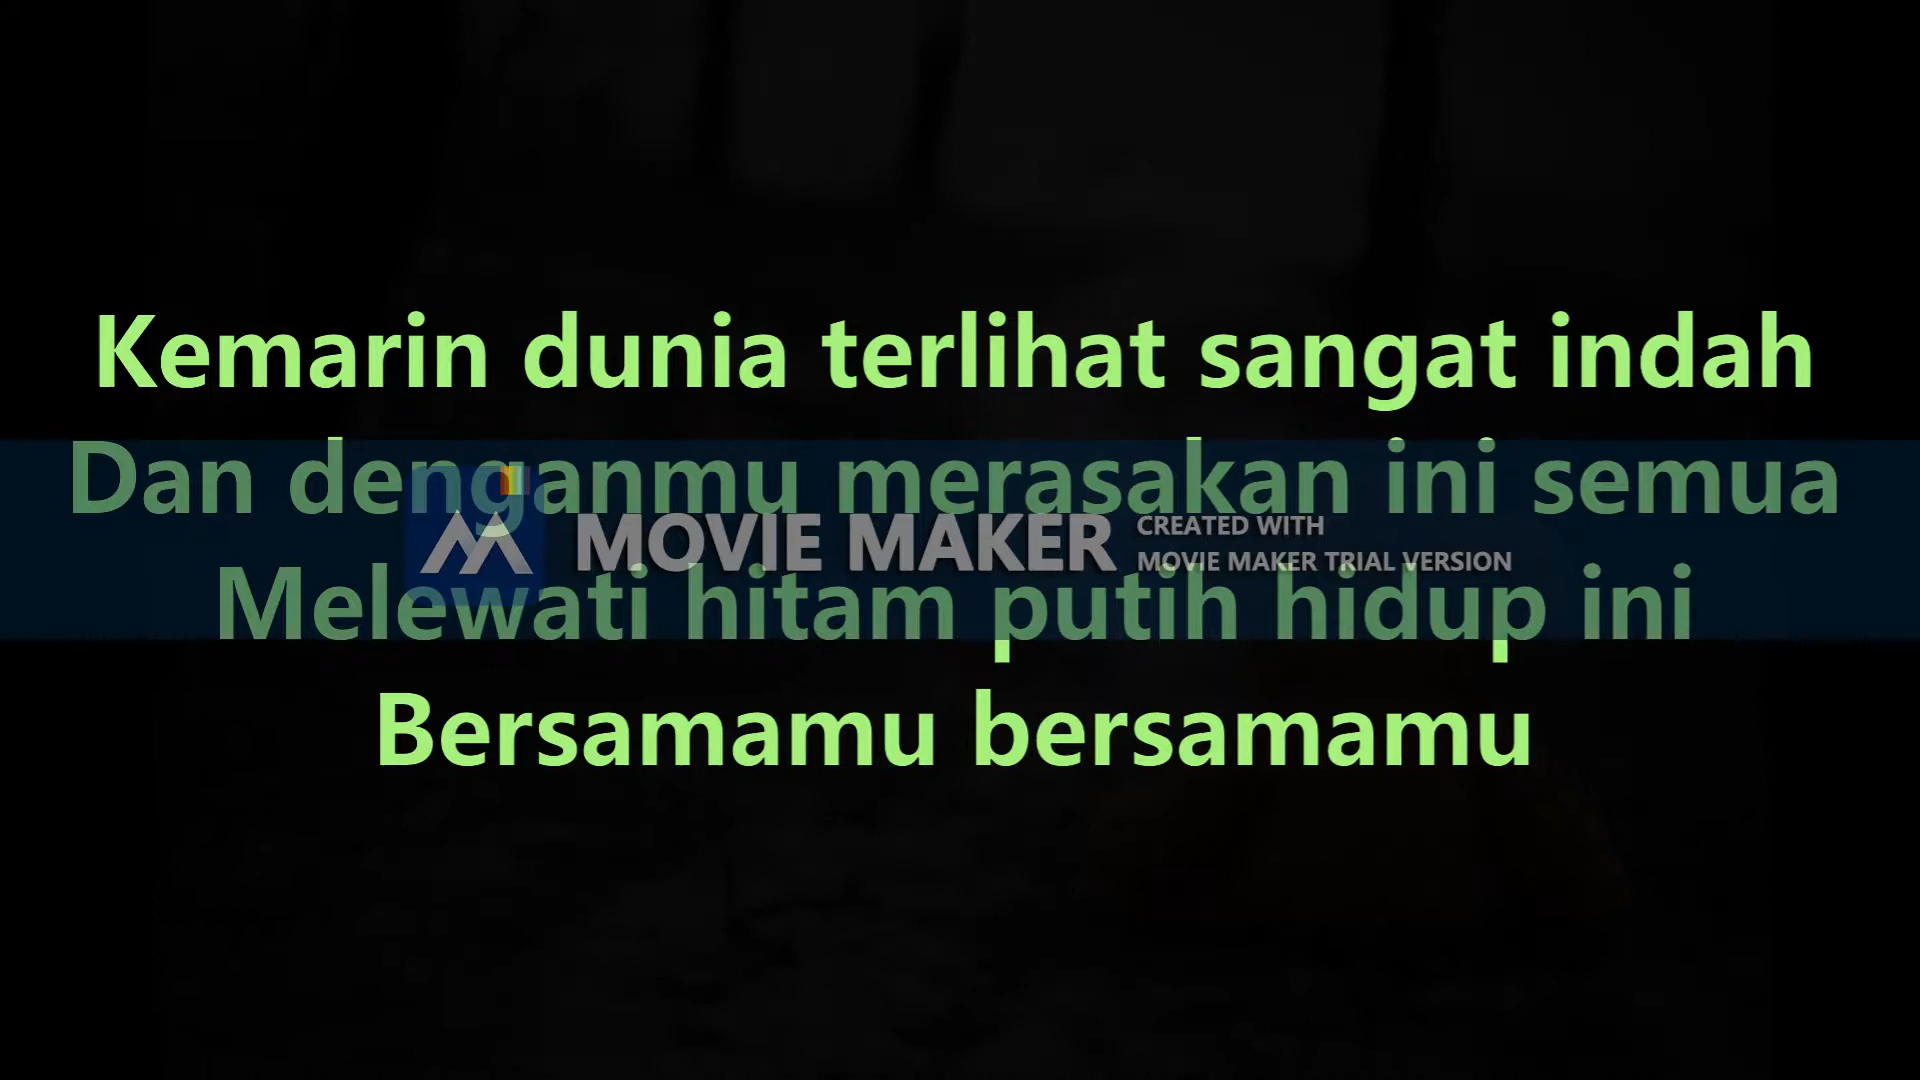 Kemarin dunia terlihat sangat indah
Dan denganmu merasakan ini semua
MOVIE MAKER
CREATED WITH
MOVIE MAKER TRIAL VERSION
Melewati hitam putih hidup ini
Bersamamu bersamamu